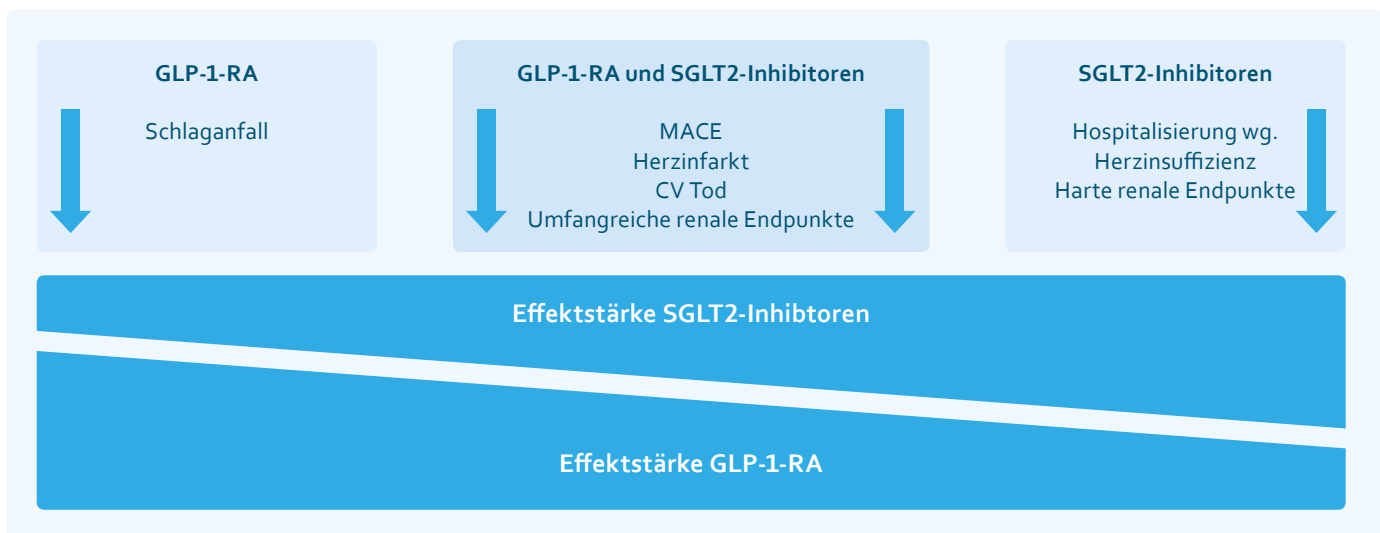 GLP-1-RA
Schlaganfall
GLP-1-RA und SGLT2-Inhibitoren
MACE
Herzinfarkt
CV Tod
Umfangreiche renale Endpunkte
SGLT2-Inhibitoren
Hospitalisierung wg.
Herzinsuffizienz
Harte renale Endpunkte
Effektstärke SGLT2-Inhibtoren
Effektstärke GLP-1-RA